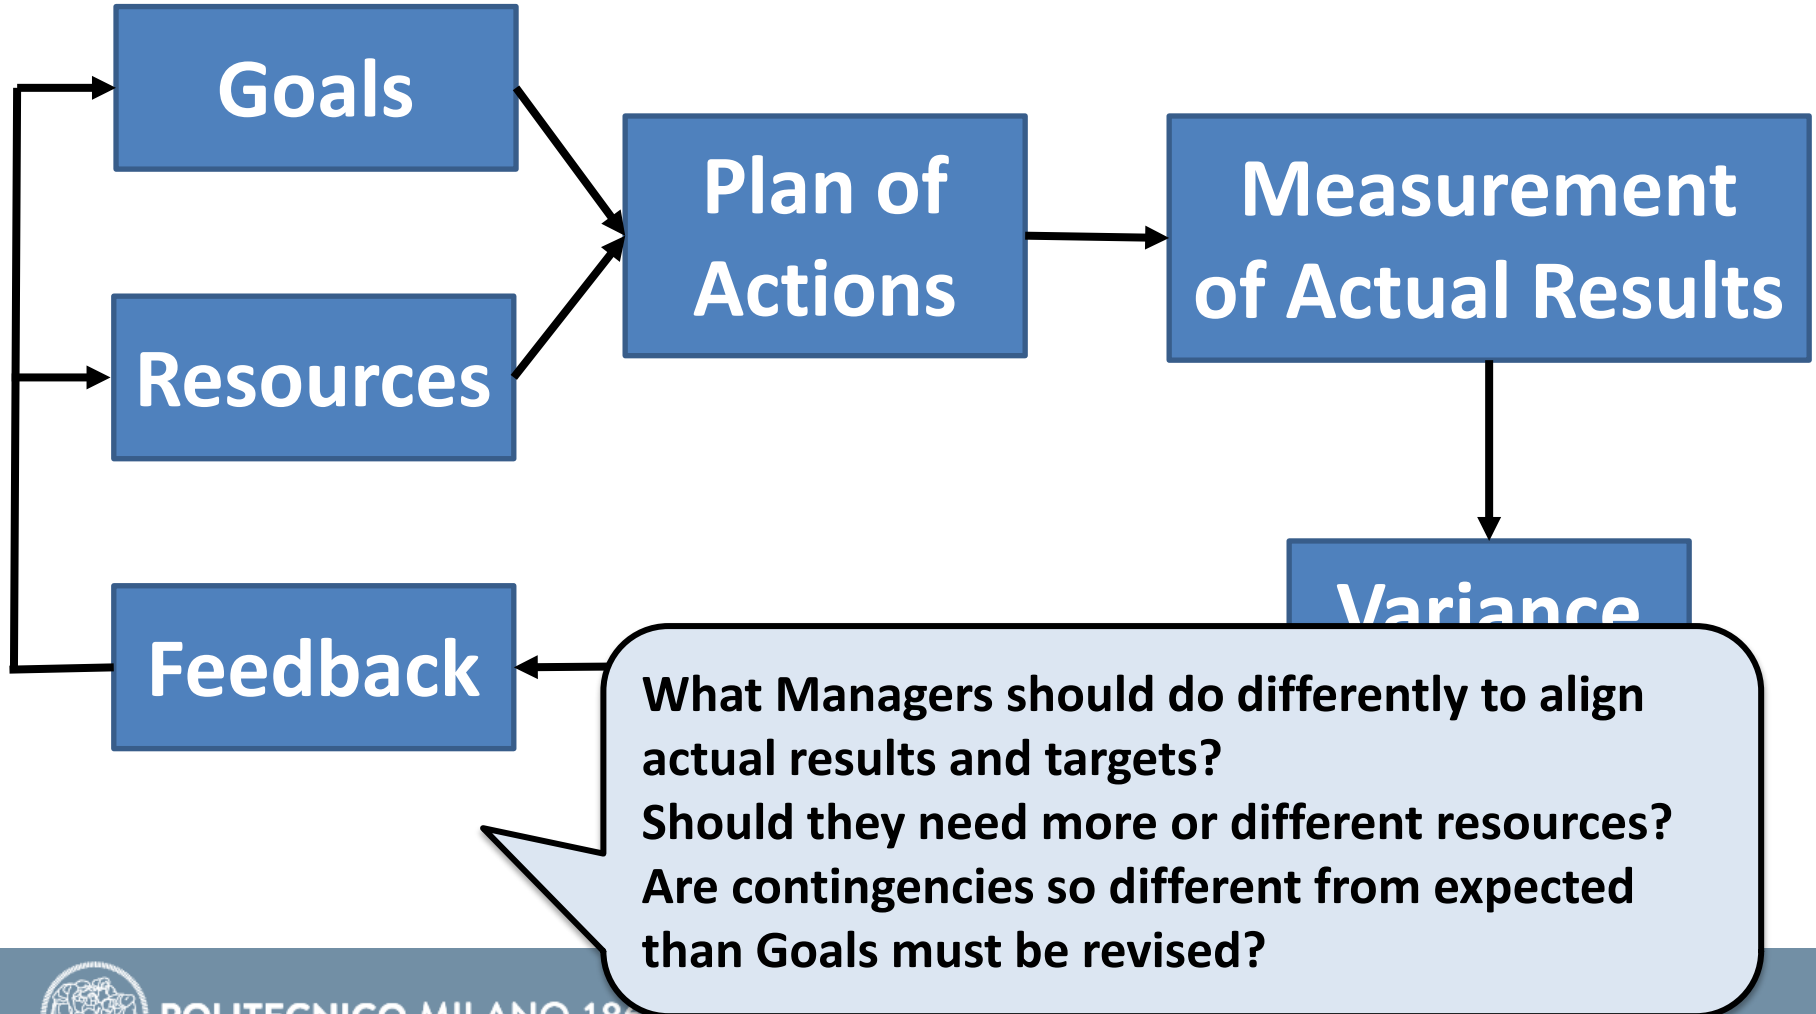 Goals
Plan of
Actions
Measurement
of Actual Results
Resources
Variance
Feedback
What Managers should do differently to align
actual results and targets?
Should they need more or different resources?
Are contingencies so different from expected
than Goals must be revised?
POLITECNICO MILANO